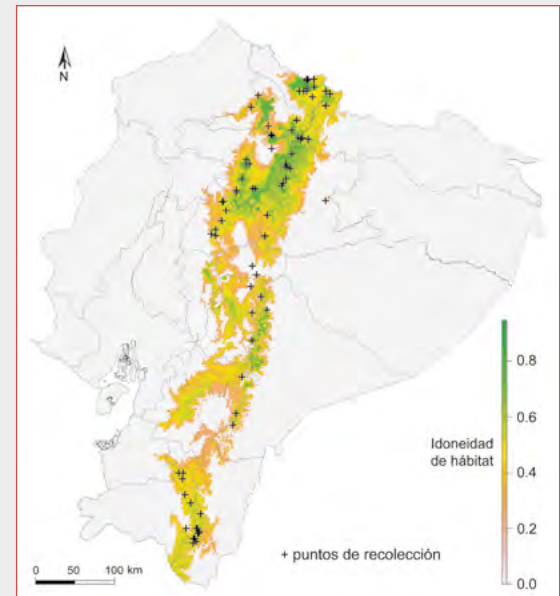 N
0.8
0.6
Idoneidad
de hábitat
0.4
0.2
+ puntos de recolección
0.0
0 50 100 km